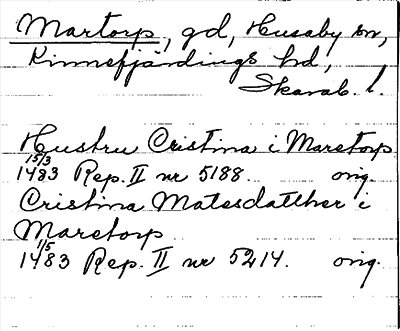 Martorp, gd, Husaby sn,
Kinnefjärdings hd,
Skarab. l.
Hustru Cristina i Maretorp
15/3 1483 Rep. II nr 5188. orig.
Cristina Matesdatther i
Maretorp
1/5 1483 Rep. II nr 5214. orig.